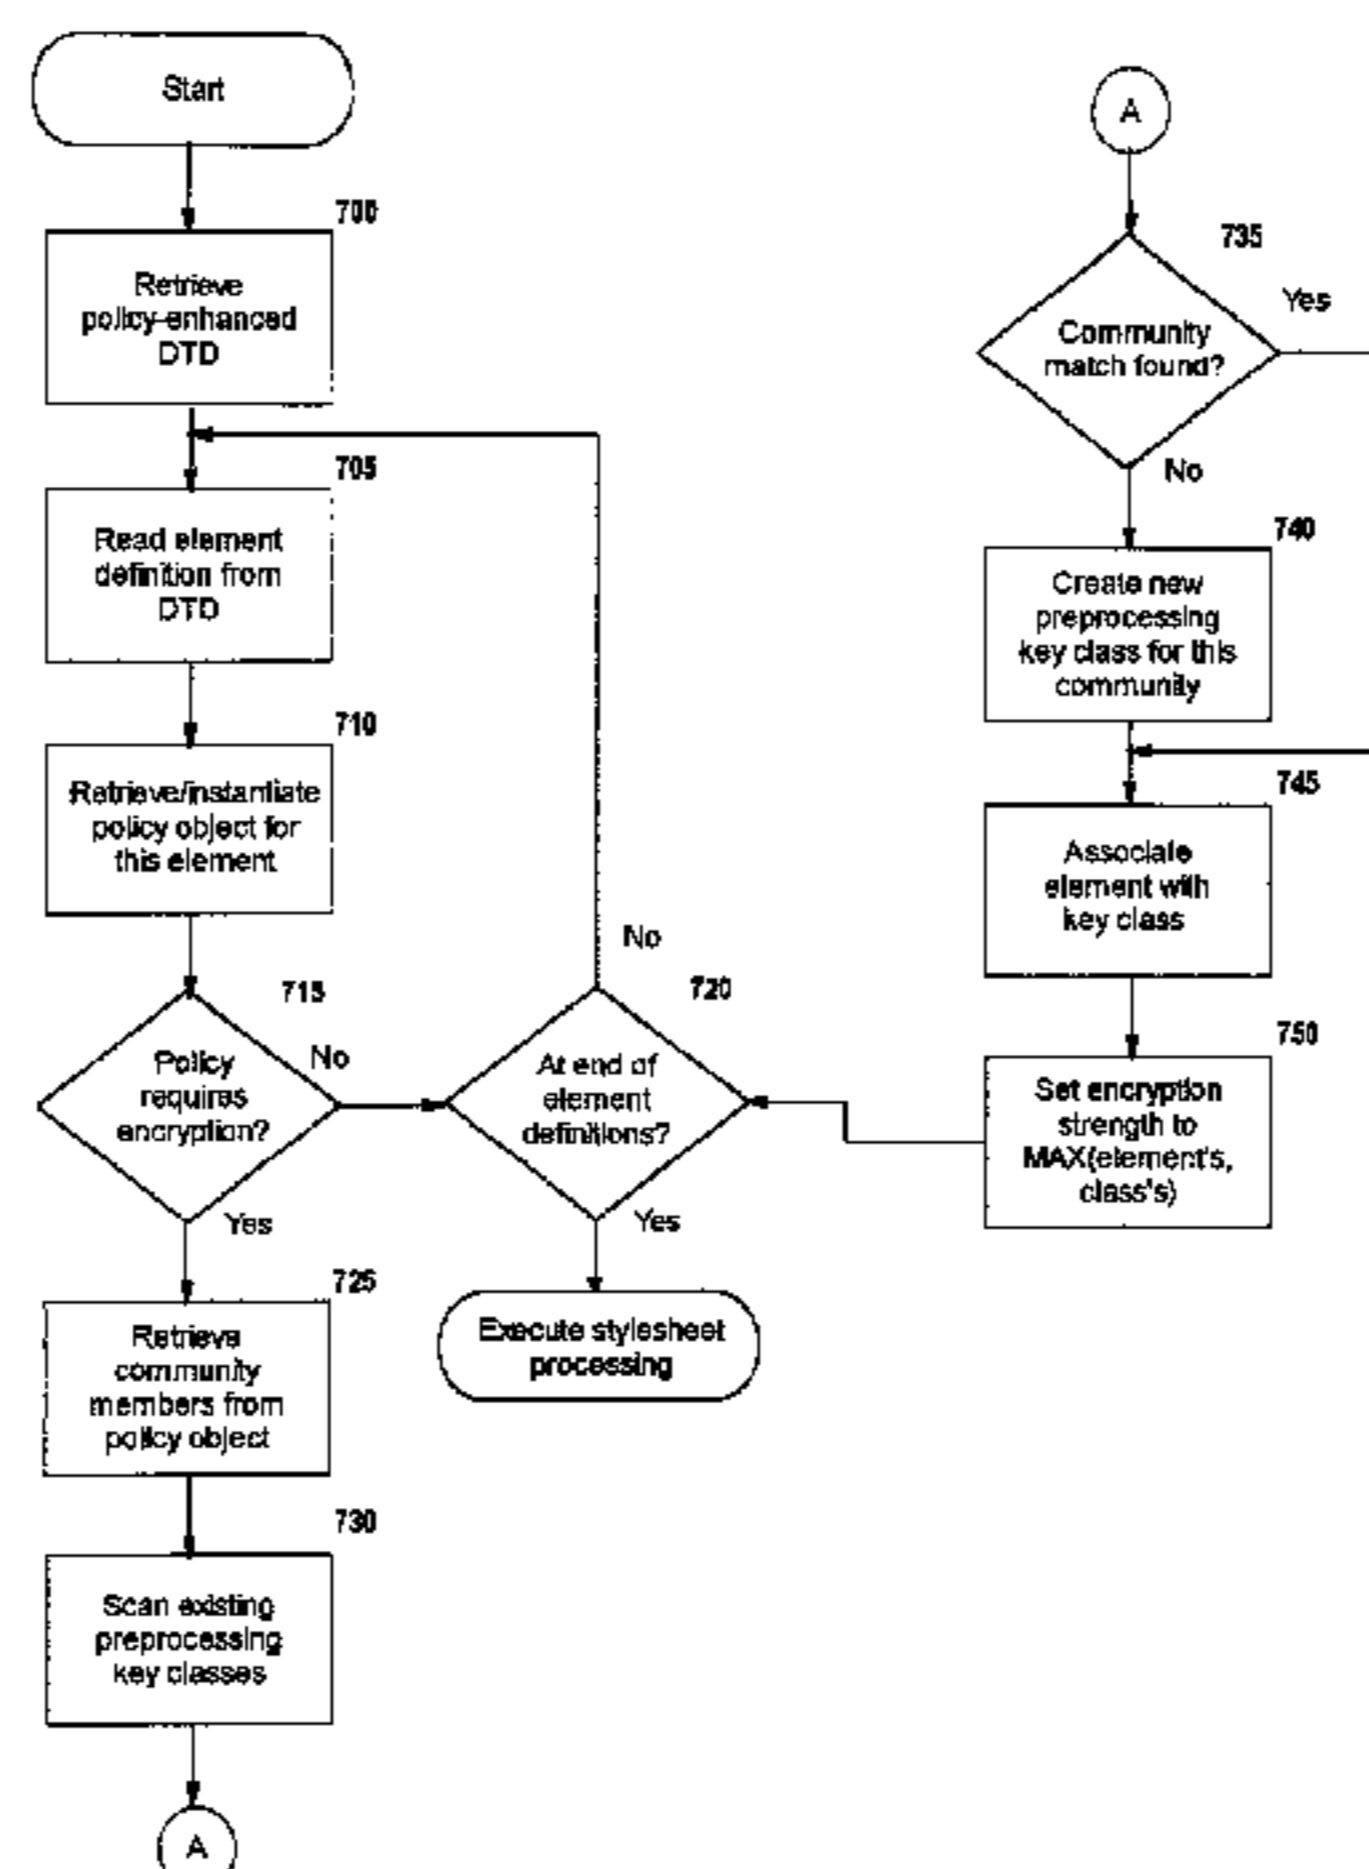 Start
700
Retrieve
policy-enhanced
DTD
705
Read element
definition from
DTD
710
Retrieve/instantiate
policy object for
this element
715
Policy
requires
encryption?
No
Yes
720
At end of
element
definitions?
No
Yes
Execute stylesheet
processing
725
Retrieve
community
members from
policy object
730
Scan existing
preprocessing
key classes
A
A
735
Community
match found?
Yes
No
740
Create new
preprocessing
key class for this
community
745
Associate
element with
key class
750
Set encryption
strength to
MAX(element's,
class's)